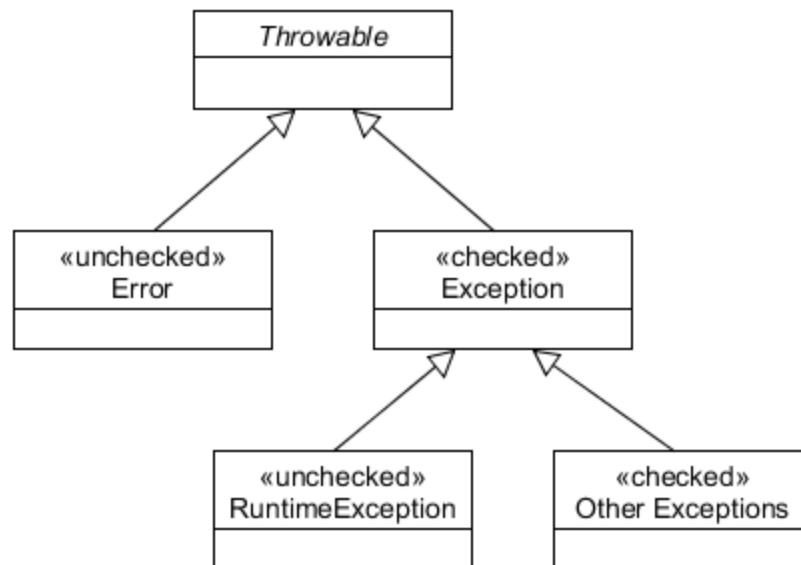 Throwable
«unchecked»
Error
«checked»
Exception
«unchecked»
RuntimeException
«checked»
Other Exceptions